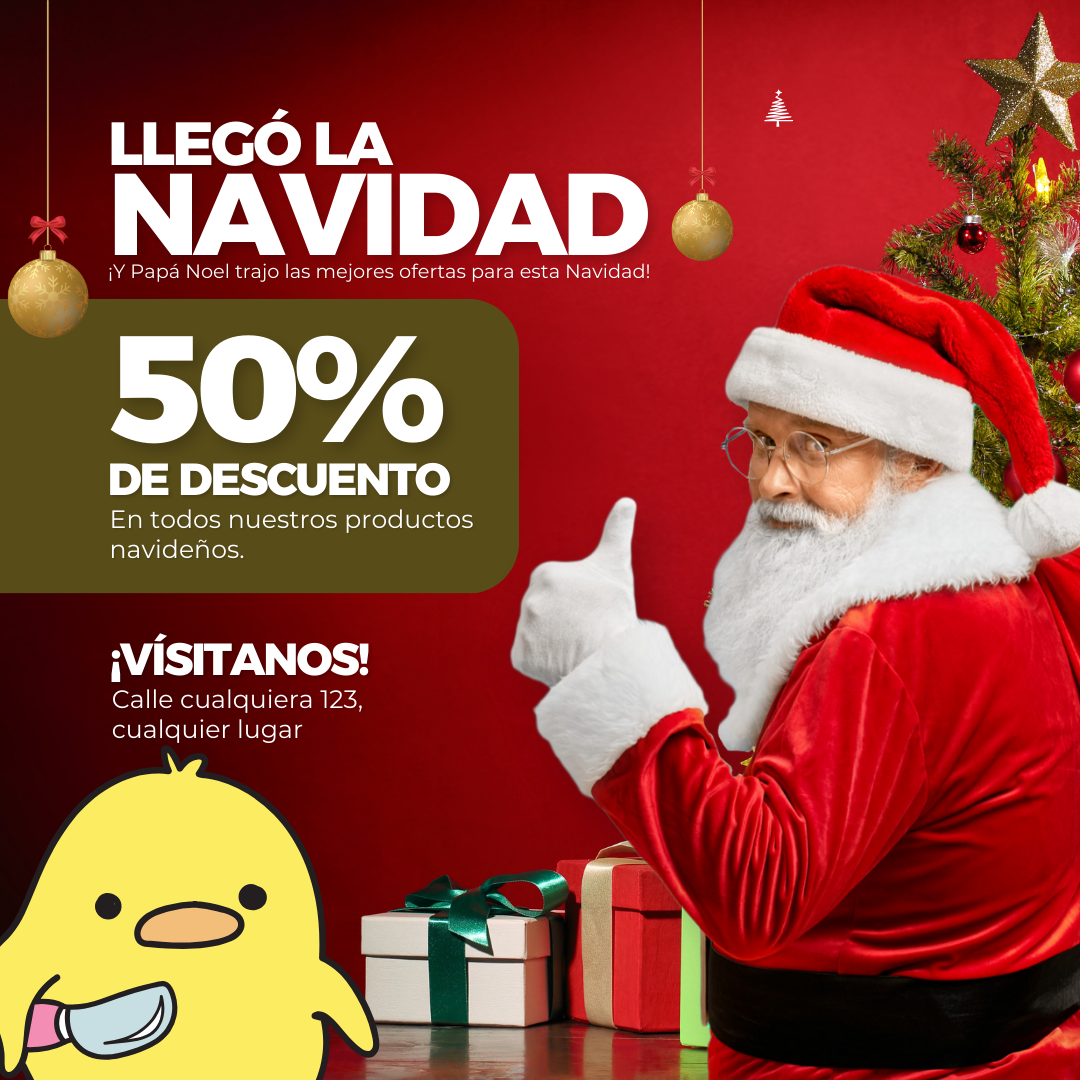 LLEGÓ LA
NAVIDAD
¡Y Papá Noel trajo las mejores ofertas para esta Navidad!
50%
DE DESCUENTO
En todos nuestros productos
navideños.
¡VÍSITANOS!
Calle cualquiera 123,
cualquier lugar